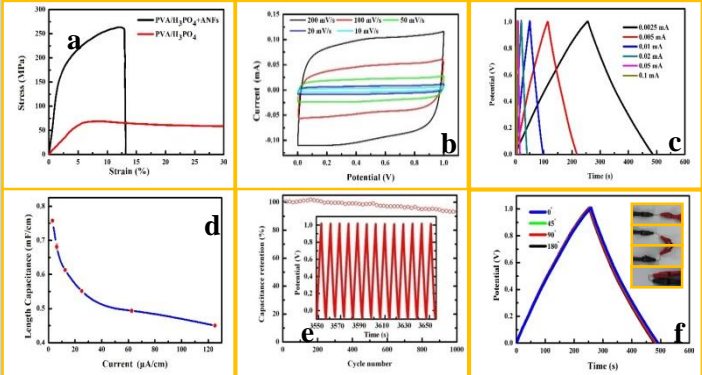 a
PVA/H3PO4+ANFs
PVA/H3PO4
Stress (MPa)
350
300
250
200
150
100
50
0
0 5 10 15 20 25 30
Strain (%)
b
200 mV/s 100 mV/s 50 mV/s
20 mV/s 10 mV/s
Current (mA)
0.15
0.10
0.05
0.00
-0.05
-0.10
0.0 0.2 0.4 0.6 0.8 1.0
Potential (V)
c
0.0025 mA
0.005 mA
0.01 mA
0.02 mA
0.05 mA
0.1 mA
Potential (V)
1.0
0.8
0.6
0.4
0.2
0.0
0 100 200 300 400 500 600
Time (s)
d
Length Capacitance (mF/cm)
0.8
0.7
0.6
0.5
0.4
0 20 40 60 80 100 120
Current (μA/cm)
e
Capacitance retention (%)
100
80
60
40
20
0
0 200 400 600 800 1000
Cycle number
Potential (V)
1.0
0.8
0.6
0.4
0.2
0.0
3550 3570 3590 3610 3630 3650
Time (s)
f
0°
45°
90°
180°
Potential (V)
1.0
0.8
0.6
0.4
0.2
0.0
0 100 200 300 400 500 600
Time (s)